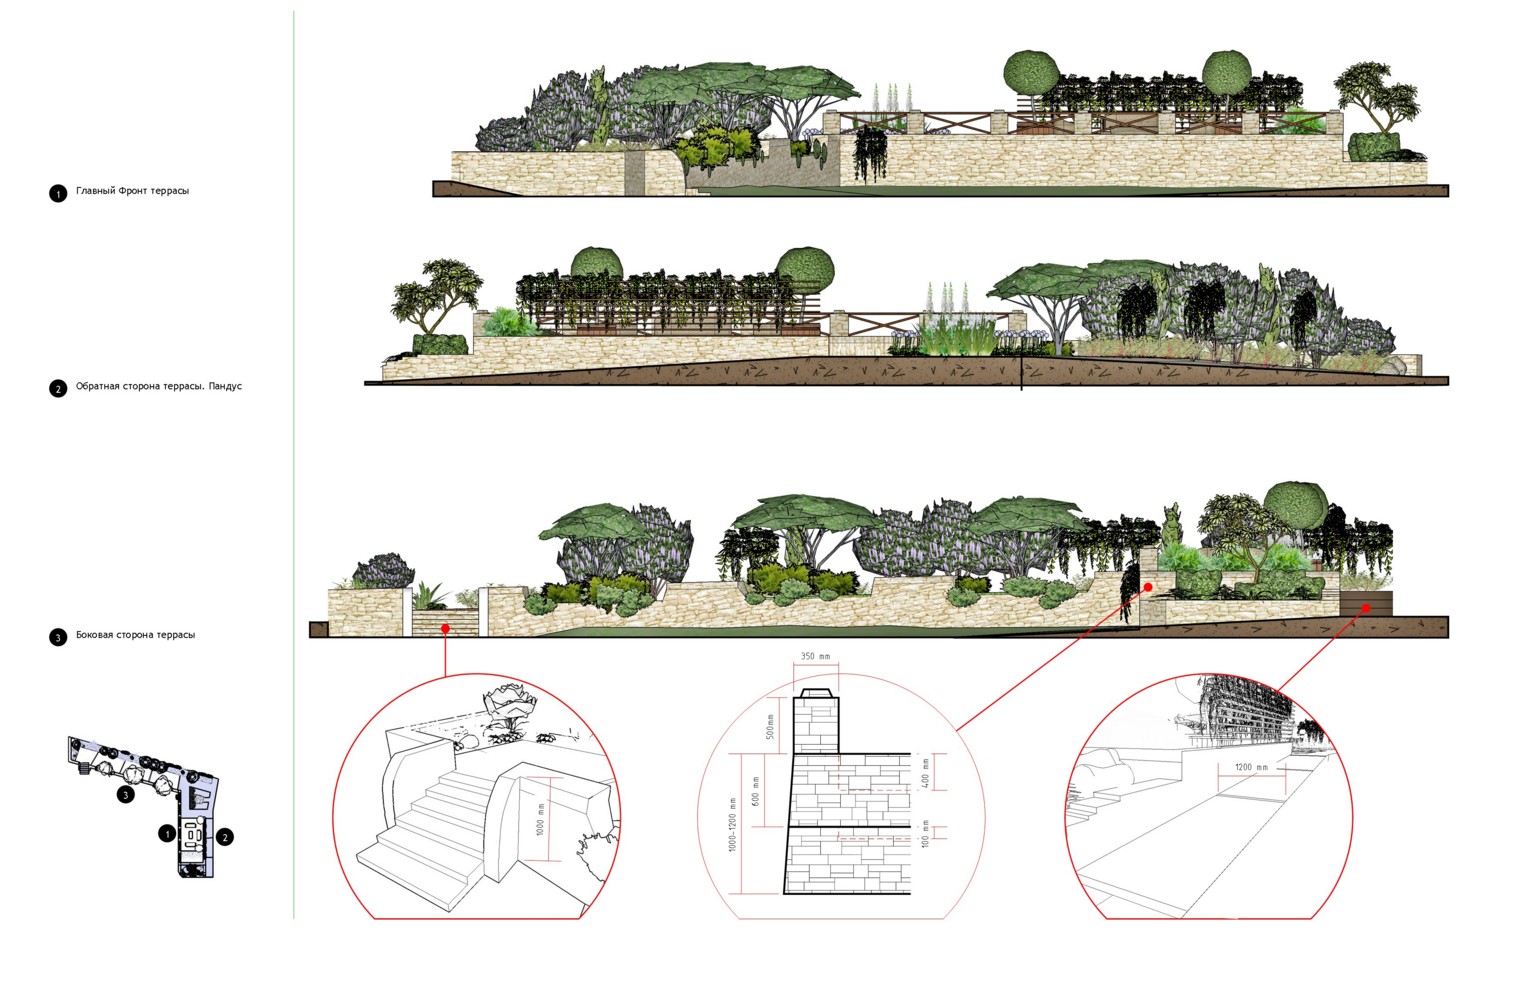 1 Главный Фронт террасы
2 Обратная сторона террасы. Пандус
3 Боковая сторона террасы
3
1
2
1000 mm
350 mm
500mm
600 mm
1000-1200 mm
400 mm
100 mm
1200 mm